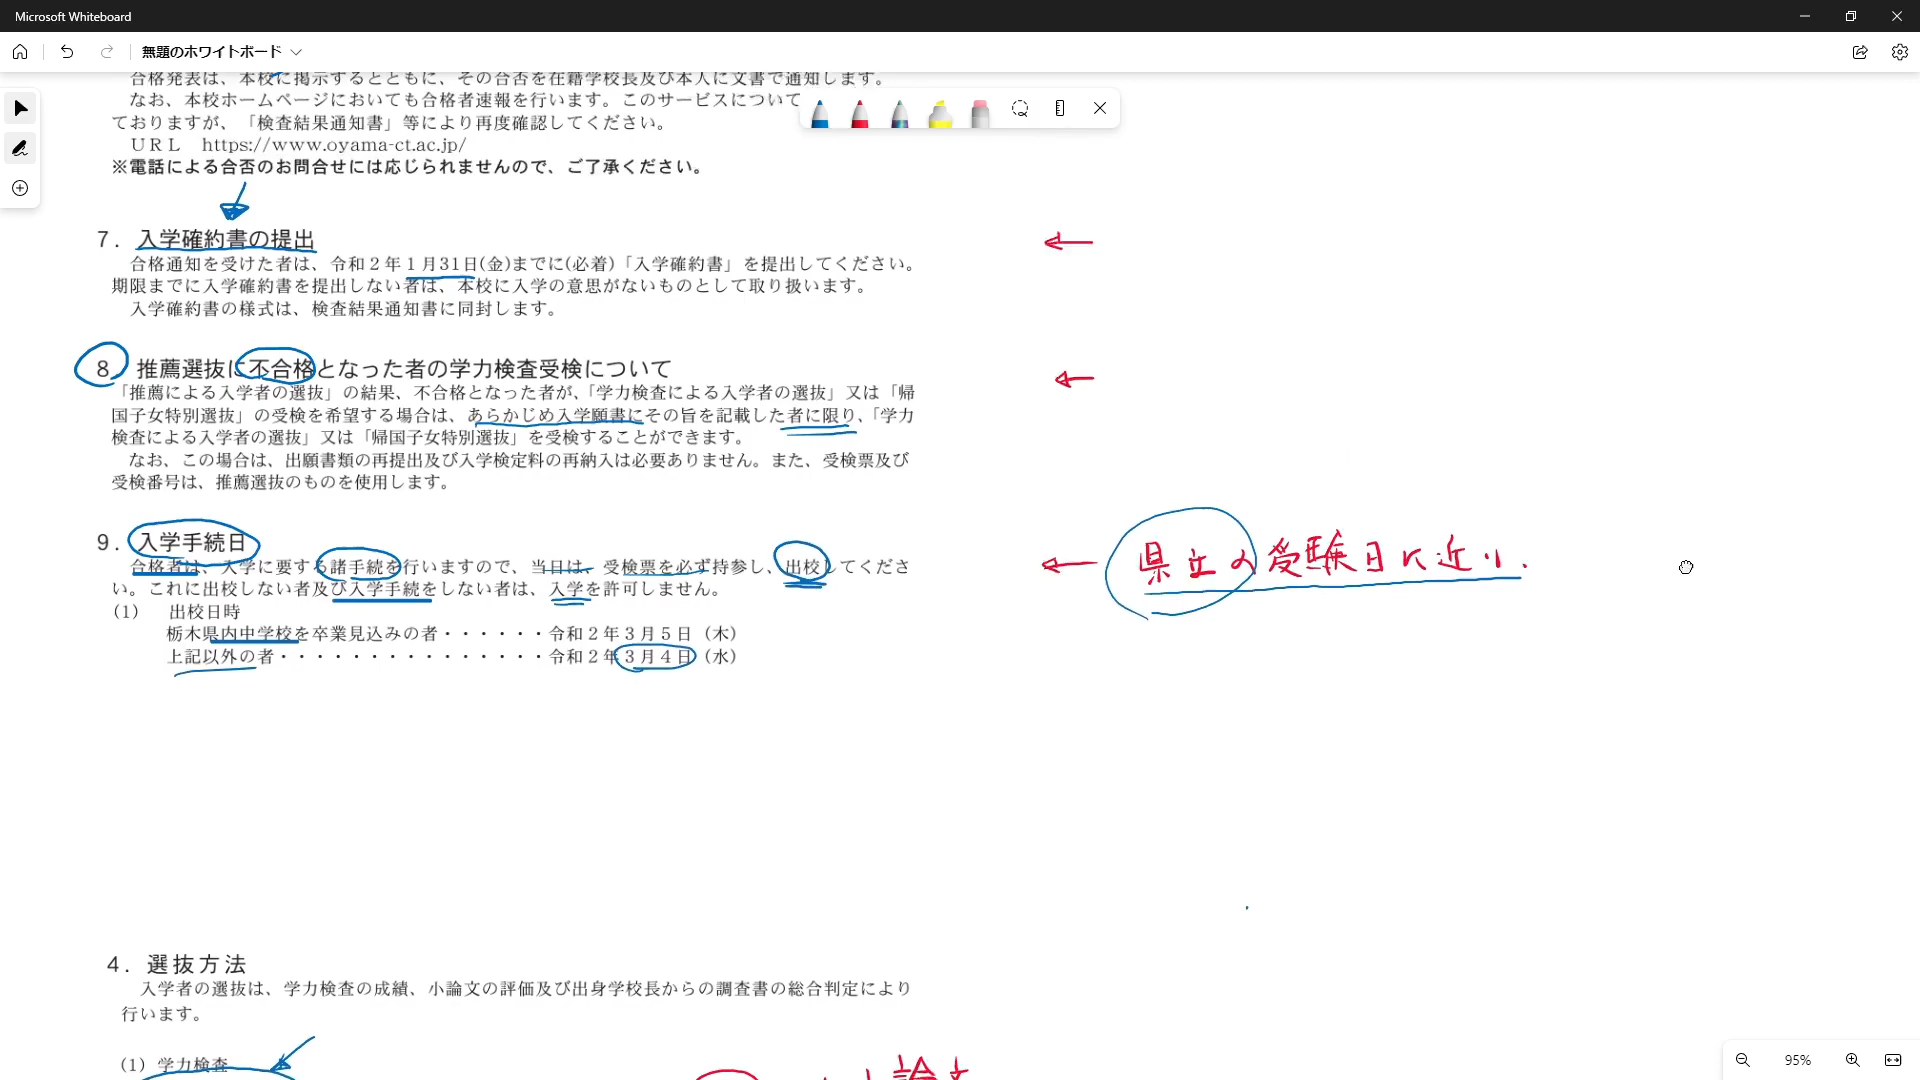 Microsoft Whiteboard
無題のホワイトボード
合格発表は、本校に掲示するとともに、その合否を在籍学校長及び本人に文書で通知します。
なお、本校ホームページにおいても合格者速報を行います。このサービスについて
ておりますが、「検査結果通知書」等により再度確認してください。
ＵＲＬ　https://www.oyama-ct.ac.jp/
※電話による合否のお問合せには応じられませんので、ご了承ください。
７．入学確約書の提出
合格通知を受けた者は、令和２年１月31日(金)までに(必着)「入学確約書」を提出してください。
期限までに入学確約書を提出しない者は、本校に入学の意思がないものとして取り扱います。
入学確約書の様式は、検査結果通知書に同封します。
８　推薦選抜に不合格となった者の学力検査受検について
「推薦による入学者の選抜」の結果、不合格となった者が、「学力検査による入学者の選抜」又は「帰
国子女特別選抜」の受検を希望する場合は、あらかじめ入学願書にその旨を記載した者に限り、「学力
検査による入学者の選抜」又は「帰国子女特別選抜」を受検することができます。
なお、この場合は、出願書類の再提出及び入学検定料の再納入は必要ありません。また、受検票及び
受検番号は、推薦選抜のものを使用します。
９．入学手続日
合格者は、入学に要する諸手続を行いますので、当日は、受検票を必ず持参し、出校してくださ
い。これに出校しない者及び入学手続をしない者は、入学を許可しません。
県立の受験日に近い.
(1)　出校日時
栃木県内中学校を卒業見込みの者・・・・・・令和２年３月５日（木）
上記以外の者・・・・・・・・・・・・・・・令和２年３月４日（水）
４．選抜方法
入学者の選抜は、学力検査の成績、小論文の評価及び出身学校長からの調査書の総合判定により
行います。
(1) 学力検査
95%